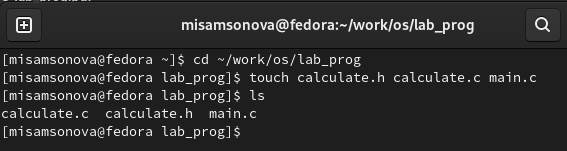 misamsonova@fedora:~/work/os/lab_prog
[misamsonova@fedora ~]$ cd ~/work/os/lab_prog
[misamsonova@fedora lab_prog]$ touch calculate.h calculate.c main.c
[misamsonova@fedora lab_prog]$ ls
calculate.c  calculate.h  main.c
[misamsonova@fedora lab_prog]$